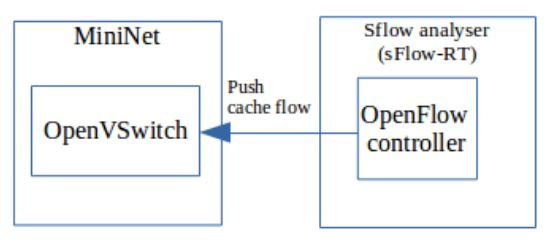 MiniNet
OpenVSwitch
Push
cache flow
Sflow analyser
(sFlow-RT)
OpenFlow
controller